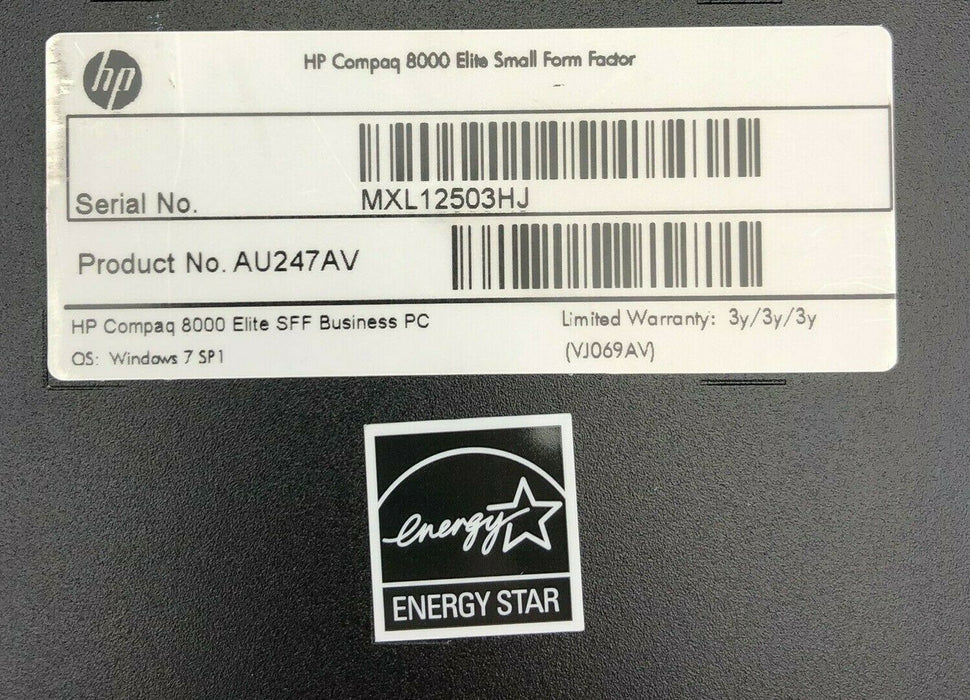 hp
HP Compaq 8000 Elite Small Form Factor
Serial No.
MXL12503HJ
Product No. AU247AV
HP Compaq 8000 Elite SFF Business PC
Limited Warranty: 3y/3y/3y
OS: Windows 7 SP1
(VJ069AV)
energy
ENERGY STAR